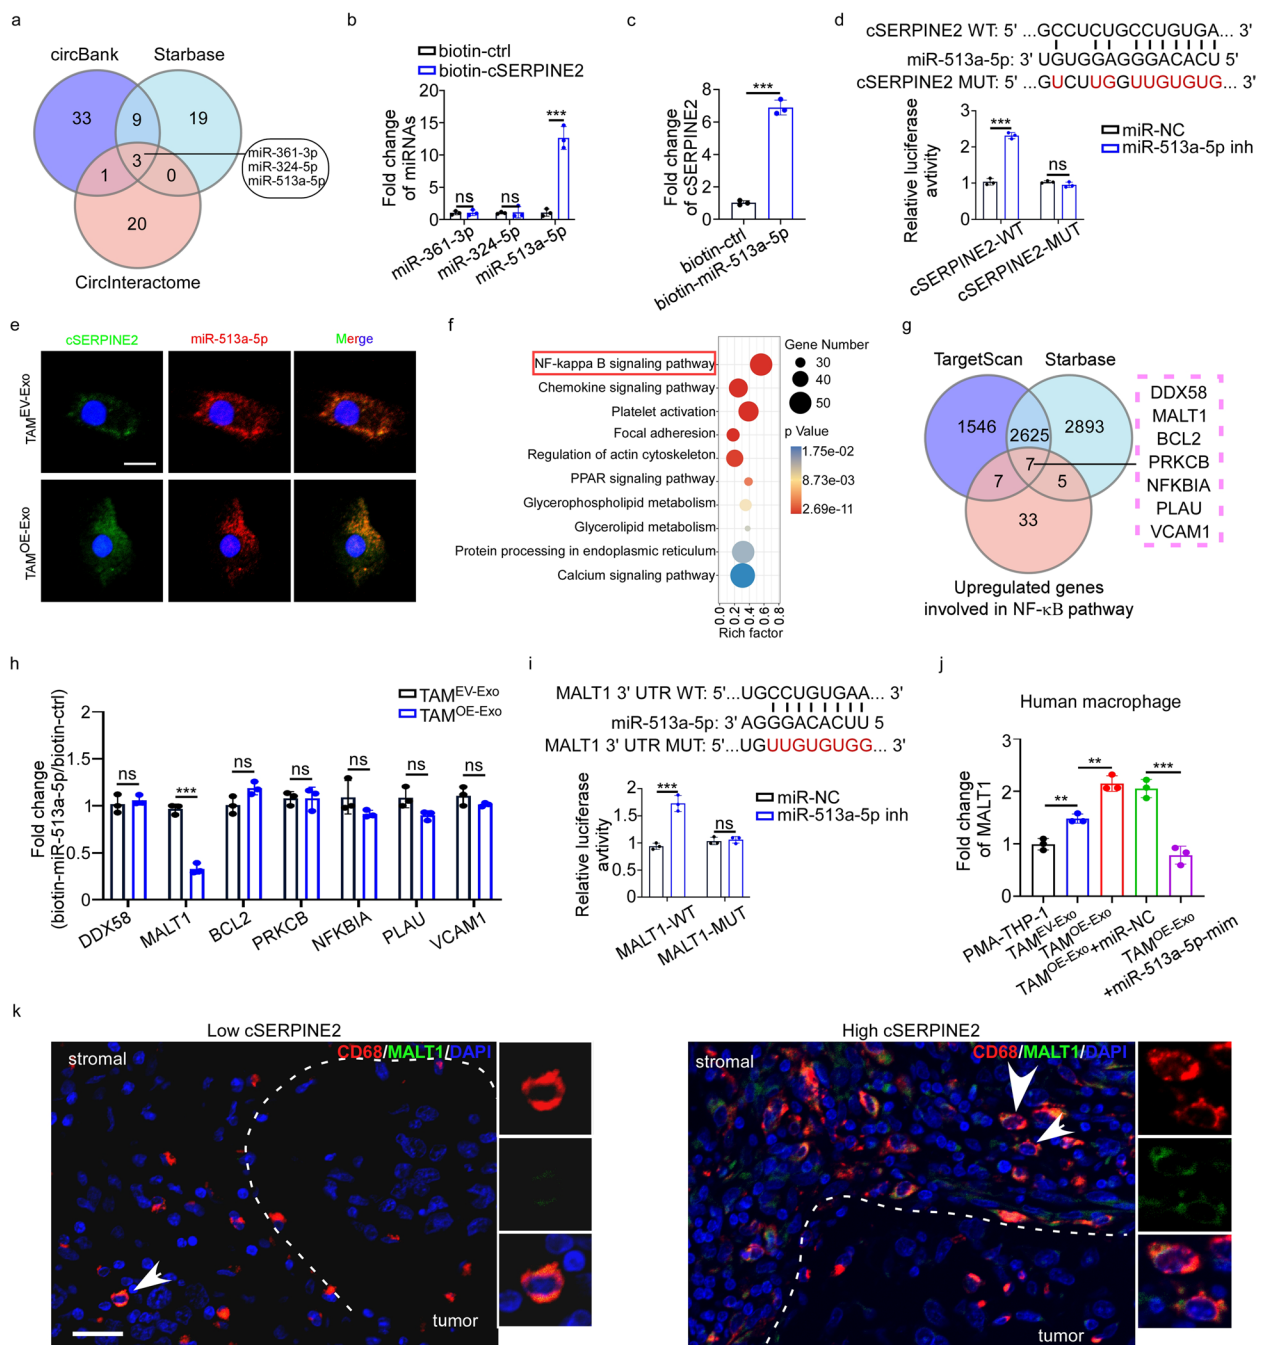 a
circBank
Starbase
33
9
19
3
1
0
20
miR-361-3p
miR-324-5p
miR-513a-5p
CircInteractome
b
biotin-ctrl
biotin-cSERPINE2
Fold change
of miRNAs
20
15
10
5
0
ns
ns
***
miR-361-3p
miR-324-5p
miR-513a-5p
c
Fold change
of cSERPINE2
8
6
4
2
0
***
biotin-ctrl
biotin-miR-513a-5p
d
cSERPINE2 WT: 5' ...GCCUCUGCCUGUGA... 3'
miR-513a-5p: 3' UGUGGAGGGACACU 5'
cSERPINE2 MUT: 5' ...GUCUUGGUUGUGUG... 3'
Relative luciferase
avtivity
3
2
1
0
***
ns
miR-NC
miR-513a-5p inh
cSERPINE2-WT
cSERPINE2-MUT
e
cSERPINE2
miR-513a-5p
Merge
TAMEV-Exo
TAMOE-Exo
f
NF-kappa B signaling pathway
Chemokine signaling pathway
Platelet activation
Focal adheresion
Regulation of actin cytoskeleton
PPAR signaling pathway
Glycerophospholipid metabolism
Glycerolipid metabolism
Protein processing in endoplasmic reticulum
Calcium signaling pathway
0.0
0.2
0.4
0.6
0.8
Rich factor
Gene Number
30
40
50
p Value
1.75e-02
8.73e-03
2.69e-11
g
TargetScan
Starbase
1546
2625
2893
7
7
5
33
Upregulated genes
involved in NF-κB pathway
DDX58
MALT1
BCL2
PRKCB
NFKBIA
PLAU
VCAM1
h
Fold change
(biotin-miR-513a-5p/biotin-ctrl)
2
1.5
1
0.5
0
TAMEV-Exo
TAMOE-Exo
ns
***
ns
ns
ns
ns
ns
DDX58
MALT1
BCL2
PRKCB
NFKBIA
PLAU
VCAM1
i
MALT1 3' UTR WT: 5'...UGCCUGUGAA... 3'
miR-513a-5p: 3' AGGGACACUU 5
MALT1 3' UTR MUT: 5'...UGUUGUGUGG... 3'
Relative luciferase
avtivity
2
1.5
1
0.5
0
***
ns
miR-NC
miR-513a-5p inh
MALT1-WT
MALT1-MUT
j
Human macrophage
Fold change
of MALT1
3
2
1
0
**
**
***
PMA-THP-1
TAMEV-Exo
TAMOE-Exo
TAMOE-Exo+miR-NC
TAMOE-Exo
+miR-513a-5p-mim
k
Low cSERPINE2
stromal
CD68/MALT1/DAPI
tumor
High cSERPINE2
stromal
CD68/MALT1/DAPI
tumor